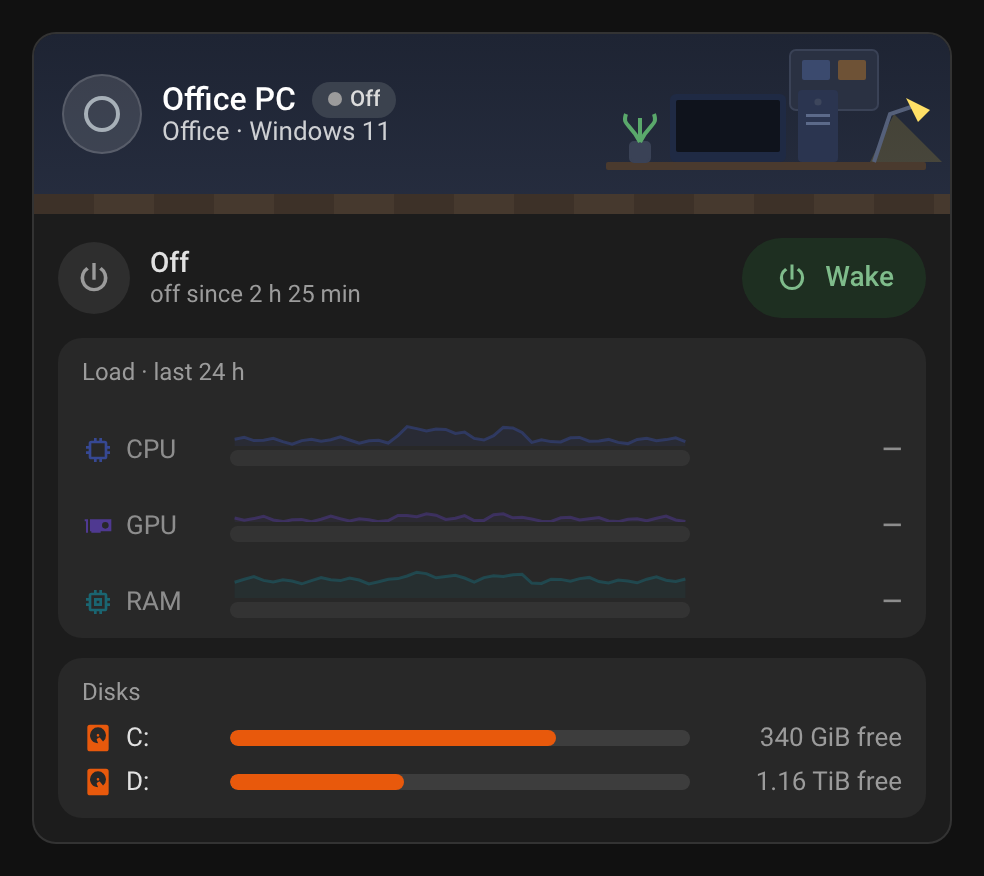 Office PC Off
Office · Windows 11
Off
off since 2 h 25 min
Wake
Load · last 24 h
CPU –
GPU –
RAM –
Disks
C: 340 GiB free
D: 1.16 TiB free